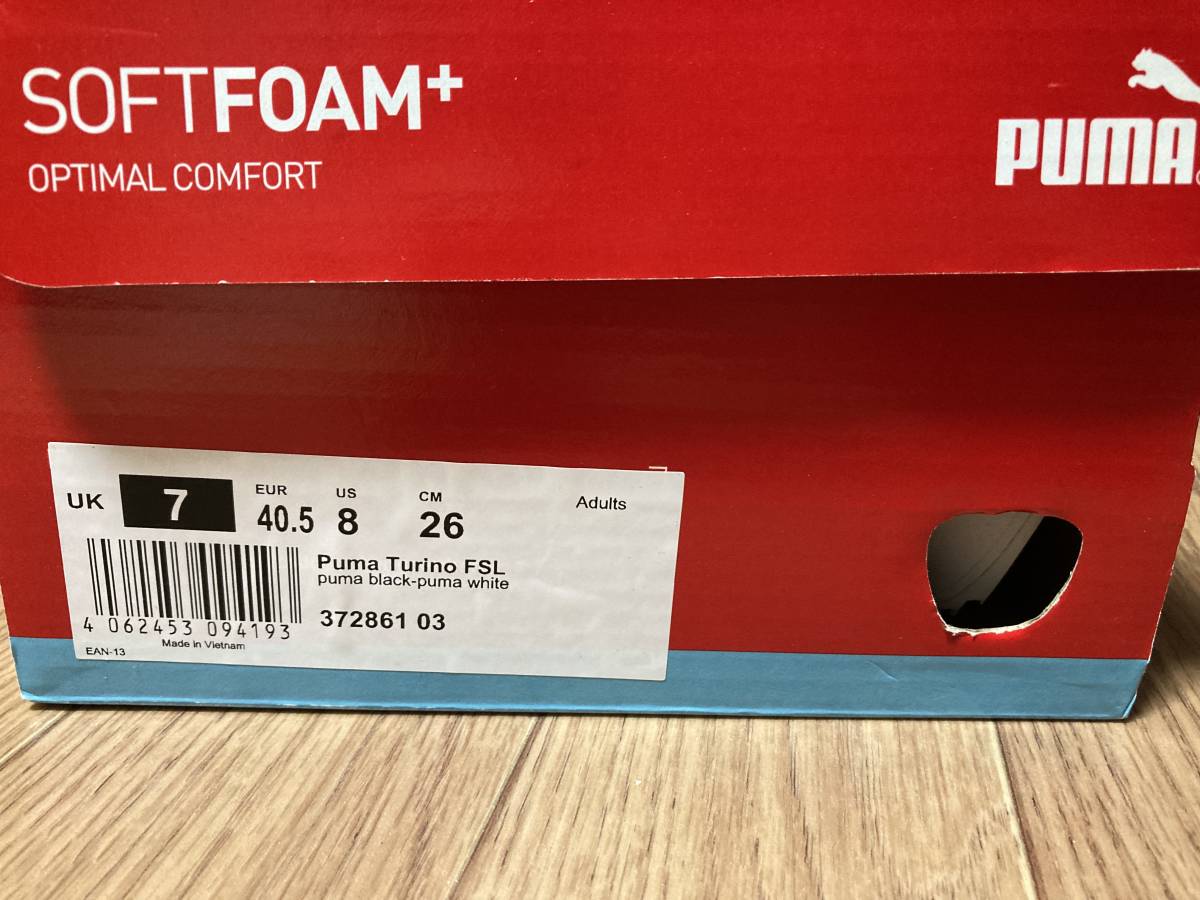 SOFTFOAM+
OPTIMAL COMFORT
PUMA
UK 7 EUR 40.5 US 8 CM 26 Adults
Puma Turino FSL
puma black-puma white
372861 03
4 062453 094193
Made in Vietnam
EAN-13